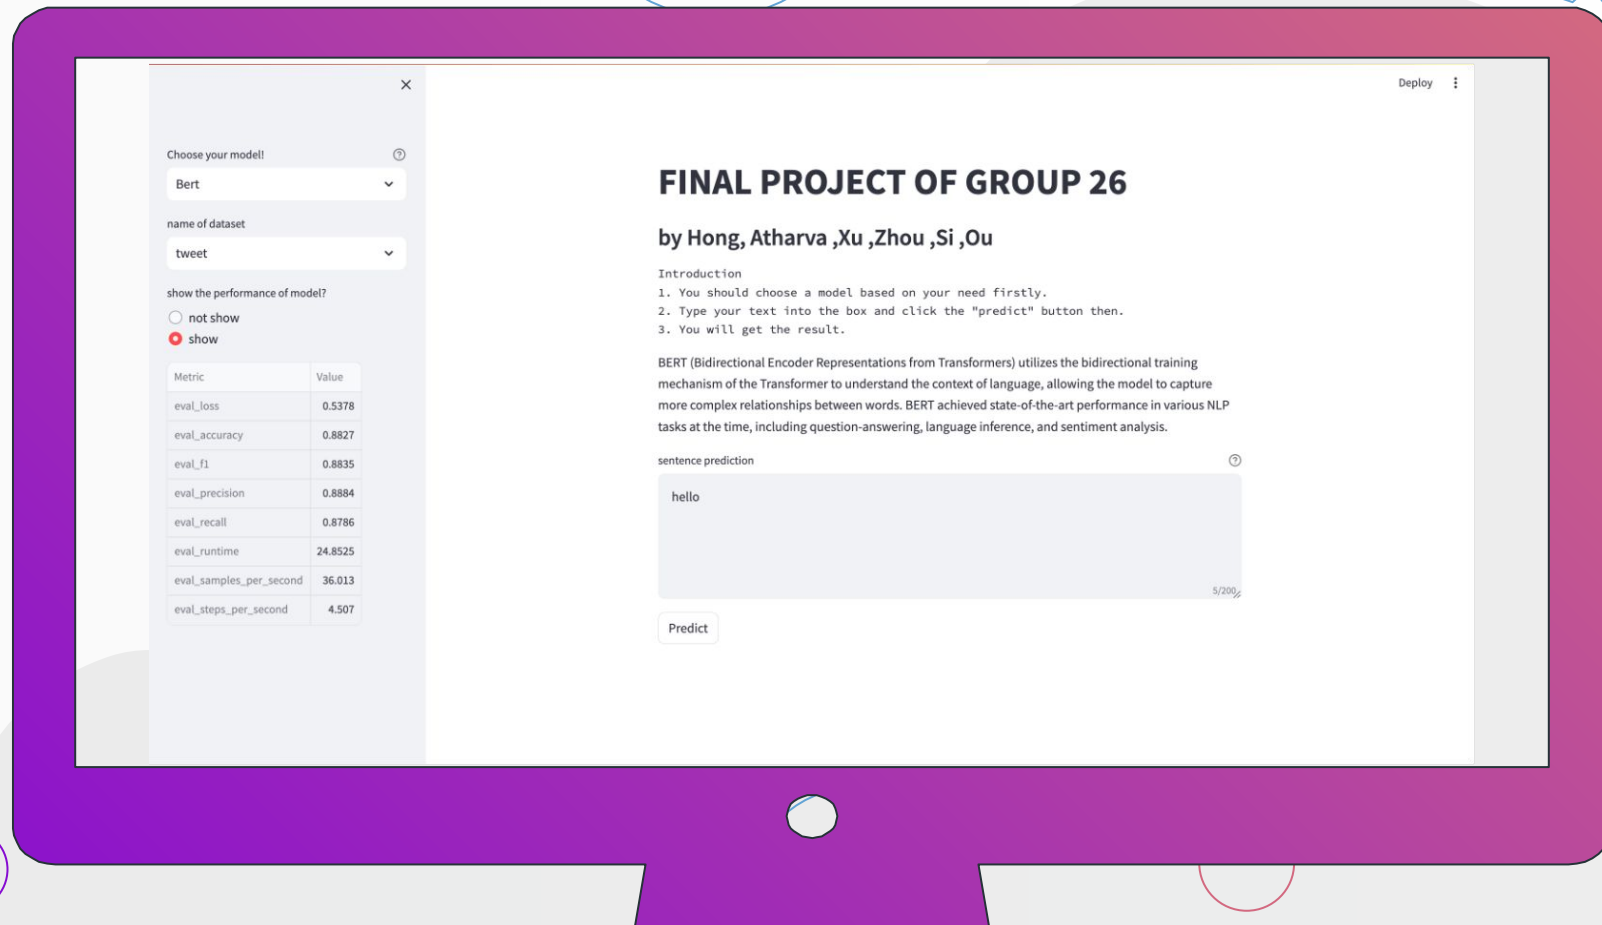 Choose your model!
Bert
name of dataset
tweet
show the performance of model?
not show
show
Metric Value
eval_loss 0.5378
eval_accuracy 0.8827
eval_f1 0.8835
eval_precision 0.8884
eval_recall 0.8786
eval_runtime 24.8525
eval_samples_per_second 36.013
eval_steps_per_second 4.507
Deploy
FINAL PROJECT OF GROUP 26
by Hong, Atharva ,Xu ,Zhou ,Si ,Ou
Introduction
1. You should choose a model based on your need firstly.
2. Type your text into the box and click the "predict" button then.
3. You will get the result.
BERT (Bidirectional Encoder Representations from Transformers) utilizes the bidirectional training
mechanism of the Transformer to understand the context of language, allowing the model to capture
more complex relationships between words. BERT achieved state-of-the-art performance in various NLP
tasks at the time, including question-answering, language inference, and sentiment analysis.
sentence prediction
hello
5/200
Predict